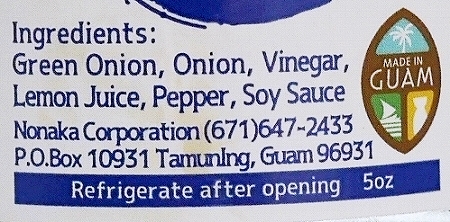 Ingredients:
Green Onion, Onion, Vinegar,
Lemon Juice, Pepper, Soy Sauce
Nonaka Corporation (671)647-2433
P.O.Box 10931 TamunIng, Guam 96931
Refrigerate after opening 5oz
MADE IN
GUAM